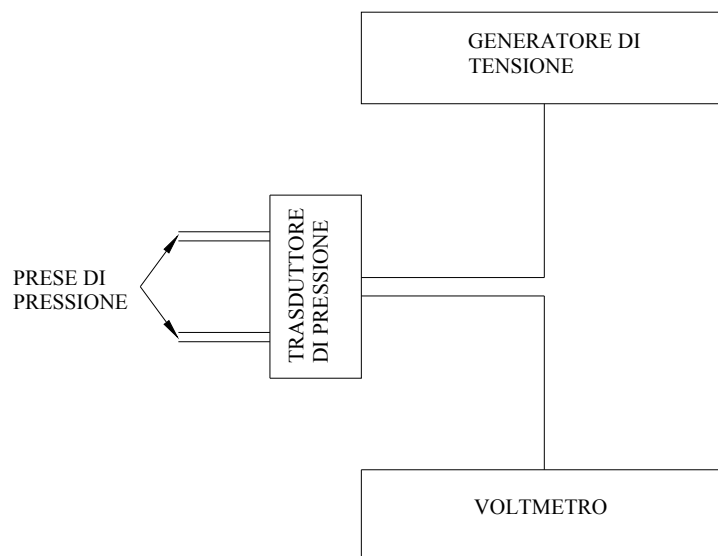 GENERATORE DI
TENSIONE
TRASDUTTORE
DI PRESSIONE
PRESE DI
PRESSIONE
VOLTMETRO